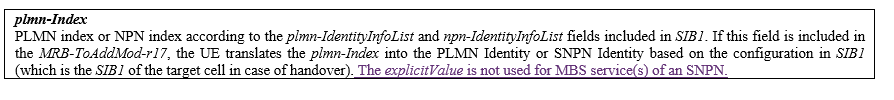 plmn-Index
PLMN index or NPN index according to the plmn-IdentityInfoList and npn-IdentityInfoList fields included in SIB1. If this field is included in
the MRB-ToAddMod-r17, the UE translates the plmn-Index into the PLMN Identity or SNPN Identity based on the configuration in SIB1
(which is the SIB1 of the target cell in case of handover). The explicitValue is not used for MBS service(s) of an SNPN.